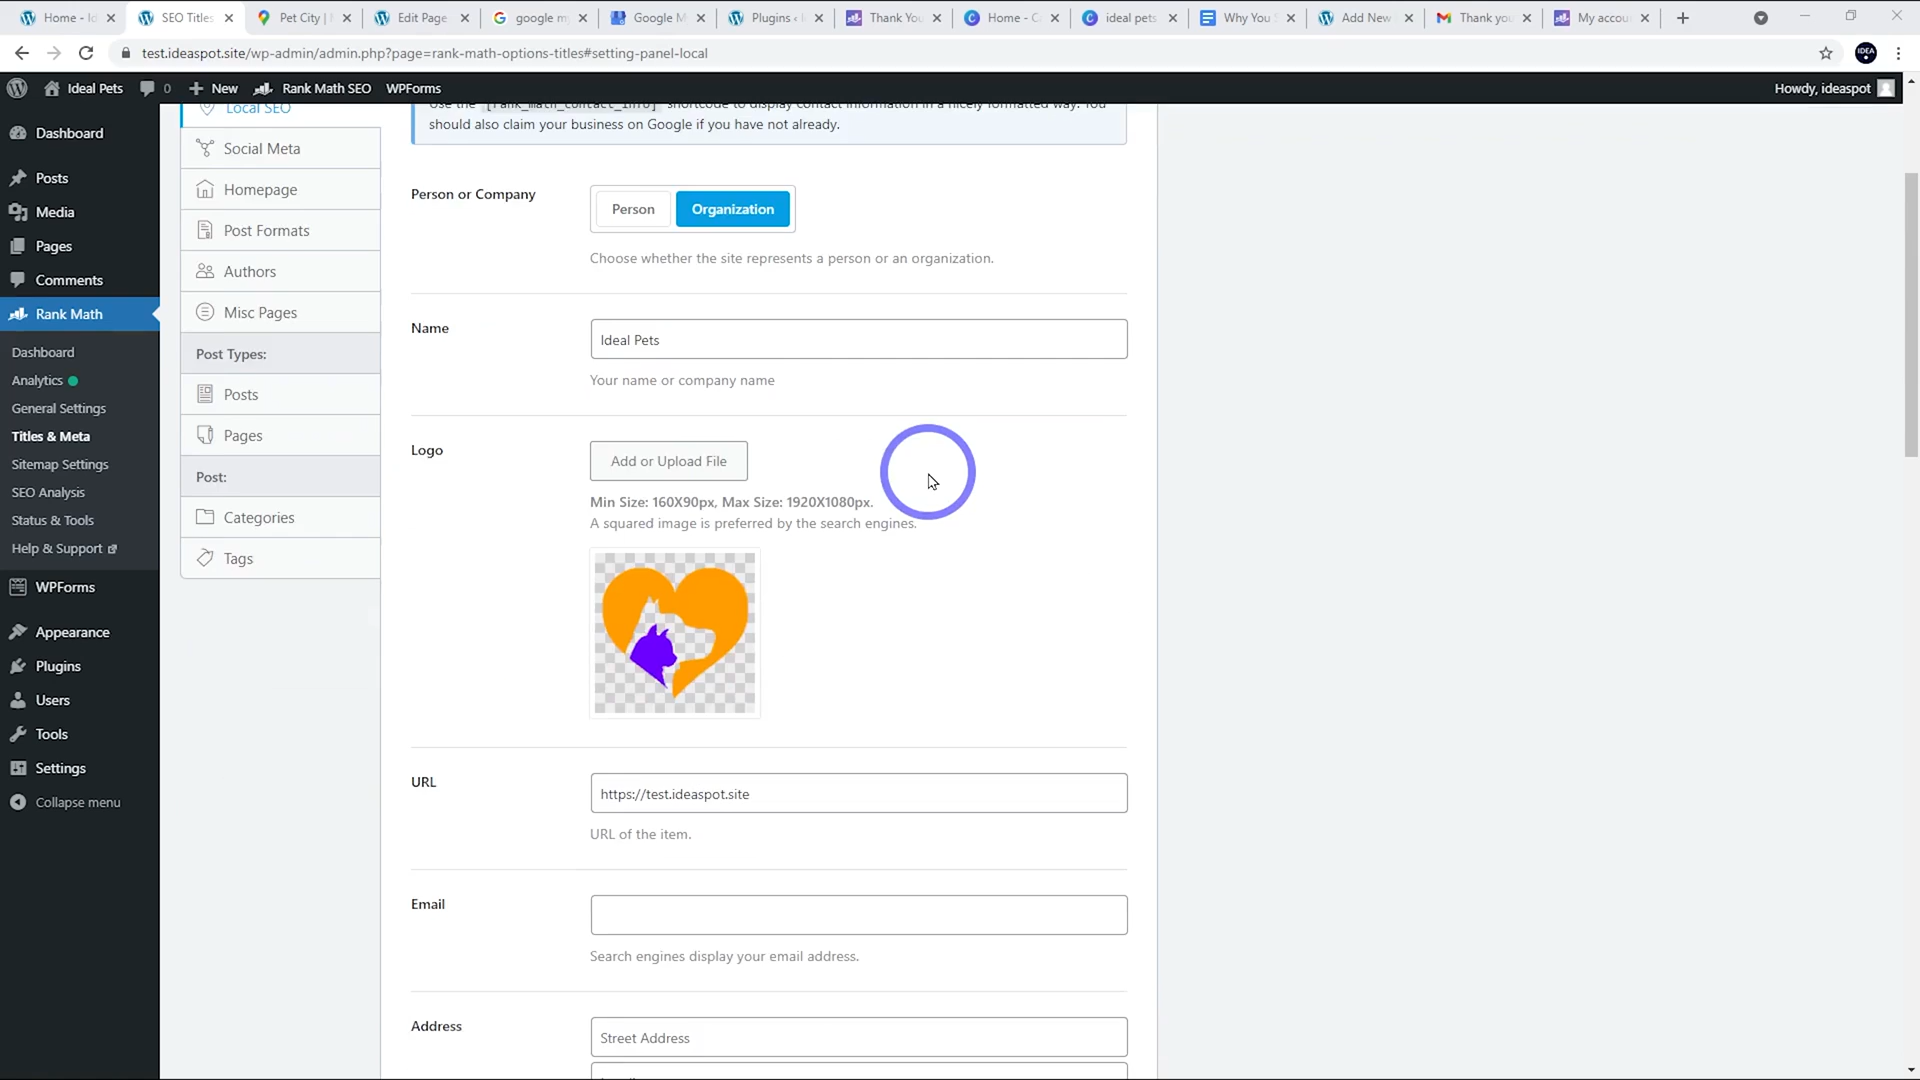 Home - Id
SEO Titles
Pet City |
Edit Page
google m
Google M
Plugins ‹ I
Thank You
Home - Ca
ideal pets
Why You S
Add New
Thank you
My accou
test.ideaspot.site/wp-admin/admin.php?page=rank-math-options-titles#setting-panel-local
IDEA
Ideal Pets
0
New
Rank Math SEO
WPForms
Howdy, ideaspot
Dashboard
Posts
Media
Pages
Comments
Rank Math
Dashboard
Analytics
General Settings
Titles & Meta
Sitemap Settings
SEO Analysis
Status & Tools
Help & Support
WPForms
Appearance
Plugins
Users
Tools
Settings
Collapse menu
Local SEO
Social Meta
Homepage
Post Formats
Authors
Misc Pages
Post Types:
Posts
Pages
Post:
Categories
Tags
Use the [rank_math_contact_info] shortcode to display contact information in a nicely formatted way. You
should also claim your business on Google if you have not already.
Person or Company
Person
Organization
Choose whether the site represents a person or an organization.
Name
Ideal Pets
Your name or company name
Logo
Add or Upload File
Min Size: 160X90px, Max Size: 1920X1080px.
A squared image is preferred by the search engines.
URL
https://test.ideaspot.site
URL of the item.
Email
Search engines display your email address.
Address
Street Address